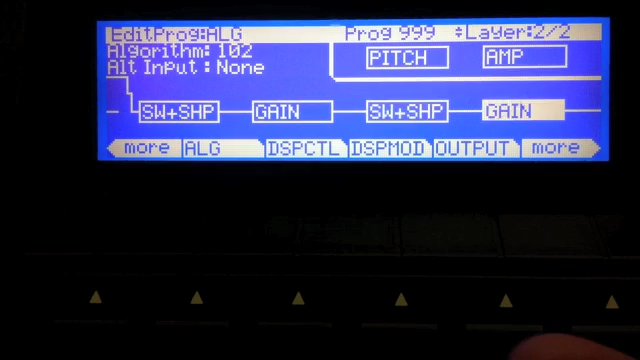 EditProg:ALG Prog 999 Layer:2/2
Algorithm: 102
Alt Input : None
PITCH AMP
SW+SHP GAIN SW+SHP GAIN
more ALG DSPCTL DSPMOD OUTPUT more